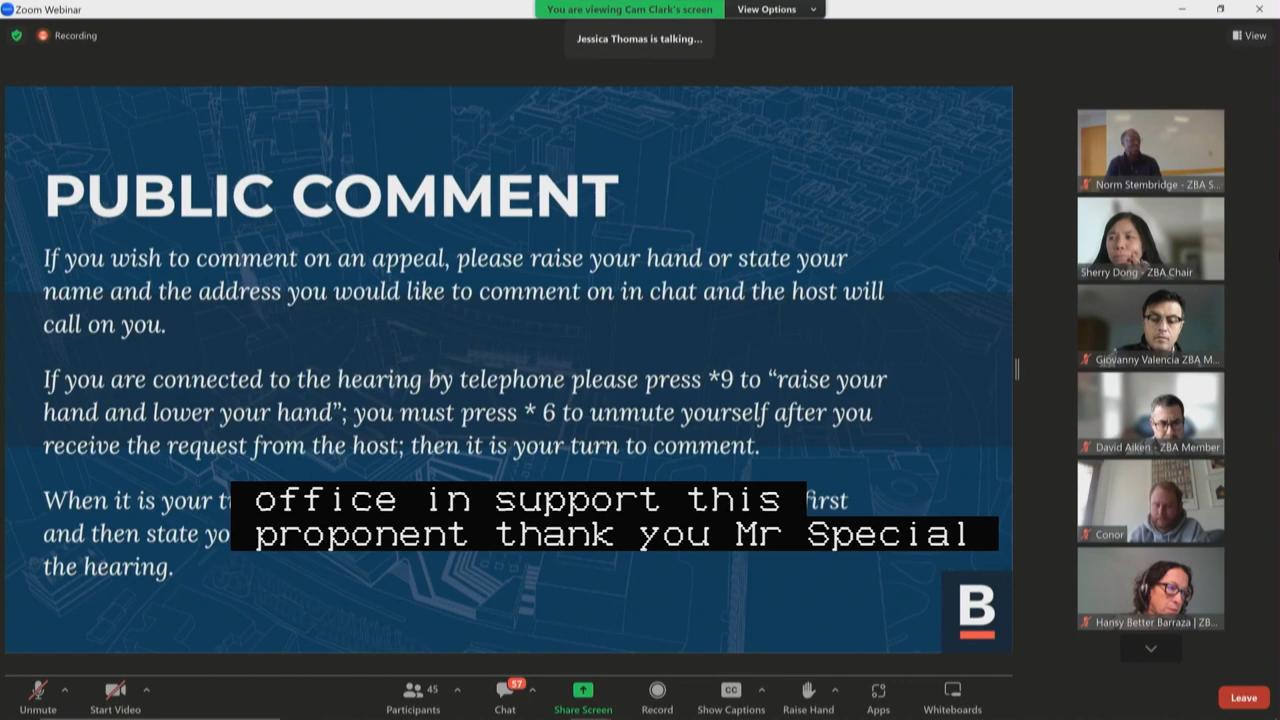 Zoom Webinar
You are viewing Cam Clark's screen
View Options
Recording
Jessica Thomas is talking...
View
PUBLIC COMMENT
If you wish to comment on an appeal, please raise your hand or state your
name and the address you would like to comment on in chat and the host will
call on you.
If you are connected to the hearing by telephone please press *9 to “raise your
hand and lower your hand”; you must press * 6 to unmute yourself after you
receive the request from the host; then it is your turn to comment.
When it is your first
and then state
the hearing.
office in support this
proponent thank you Mr Special
B
Norm Stembridge - ZBA S...
Sherry Dong - ZBA Chair
Giovanny Valencia ZBA M...
David Aiken - ZBA Member
Conor
Hansy Better Barraza | ZB...
Unmute
Start Video
45
Participants
57
Chat
Share Screen
Record
CC
Show Captions
Raise Hand
Apps
Whiteboards
Leave